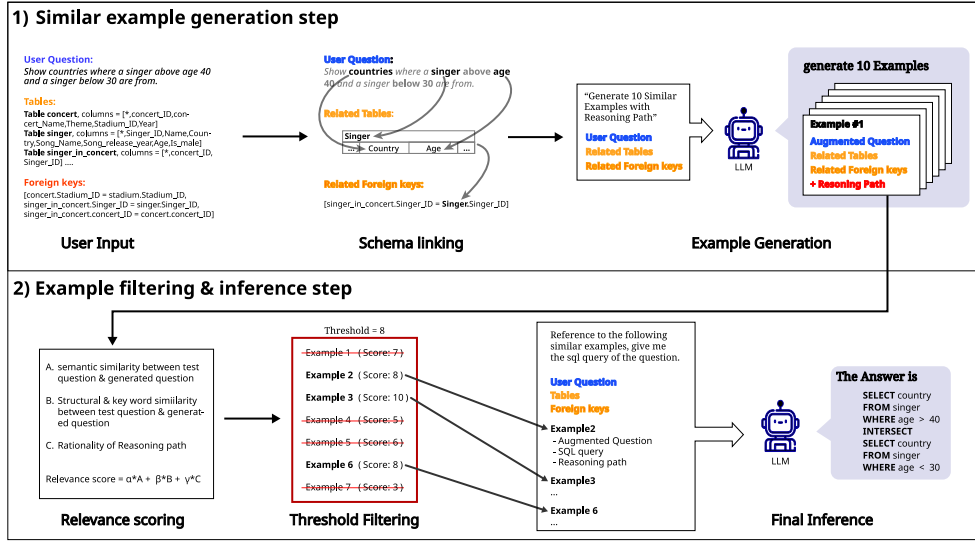 1) Similar example generation step
User Question:
Show countries where a singer above age 40
and a singer below 30 are from.
Tables:
Table concert, columns = [*,concert_ID,con-
cert_Name,Theme,Stadium_ID,Year]
Table singer, columns = [*,Singer_ID,Name,Coun-
try,Song_Name,Song_release_year,Age,Is_male]
Table singer_in_concert, columns = [*,concert_ID,
Singer_ID] ....
Foreign keys:
[concert.Stadium_ID = stadium.Stadium_ID,
singer_in_concert.Singer_ID = singer.Singer_ID,
singer_in_concert.concert_ID = concert.concert_ID]
User Input
User Question:
Show countries where a singer above age
40 and a singer below 30 are from.
Related Tables:
Singer
... Country Age ...
Related Foreign keys:
[singer_in_concert.Singer_ID = Singer.Singer_ID]
Schema linking
“Generate 10 Similar
Examples with
Reasoning Path”
User Question
Related Tables
Related Foreign keys
LLM
generate 10 Examples
Example #1
Augmented Question
Related Tables
Related Foreign keys
+ Resoning Path
Example Generation
2) Example filtering & inference step
A. semantic similarity between test
question & generated question
B. Structural & key word simiilarity
between test question & generat-
ed question
C. Rationality of Reasoning path
Relevance score = α*A + β*B + γ*C
Relevance scoring
Threshold = 8
Example 1 (Score: 7)
Example 2 (Score: 8)
Example 3 (Score: 10)
Example 4 (Score: 5)
Example 5 (Score: 6)
Example 6 (Score: 8)
Example 7 (Score: 3)
Threshold Filtering
Reference to the following
similar examples, give me
the sql query of the question.
User Question
Tables
Foreign keys
Example2
- Augmented Question
- SQL query
- Reasoning path
Example3
...
Example 6
...
LLM
The Answer is
SELECT country
FROM singer
WHERE age > 40
INTERSECT
SELECT country
FROM singer
WHERE age < 30
Final Inference